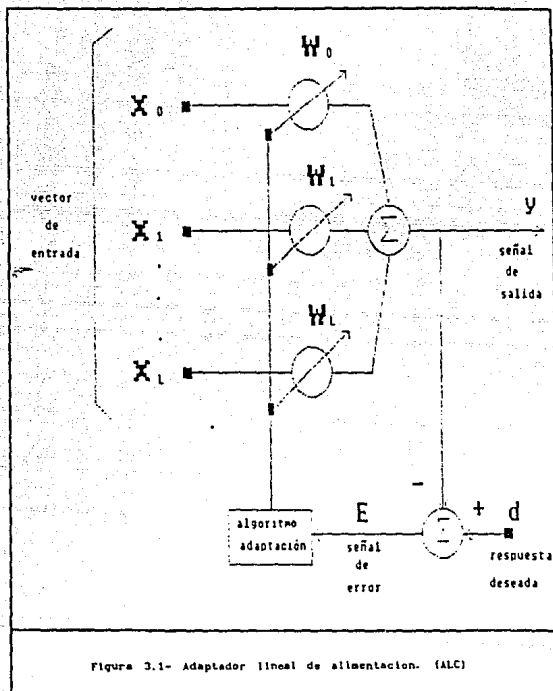 W0
X0
vector
de
entrada
W1
X1
Σ
y
señal
de
salida
WL
XL
-
algoritmo
adaptación
E
señal
de
error
Σ
+ d
respuesta
deseada
Figura 3.1- Adaptador lineal de alimentacion. (ALC)